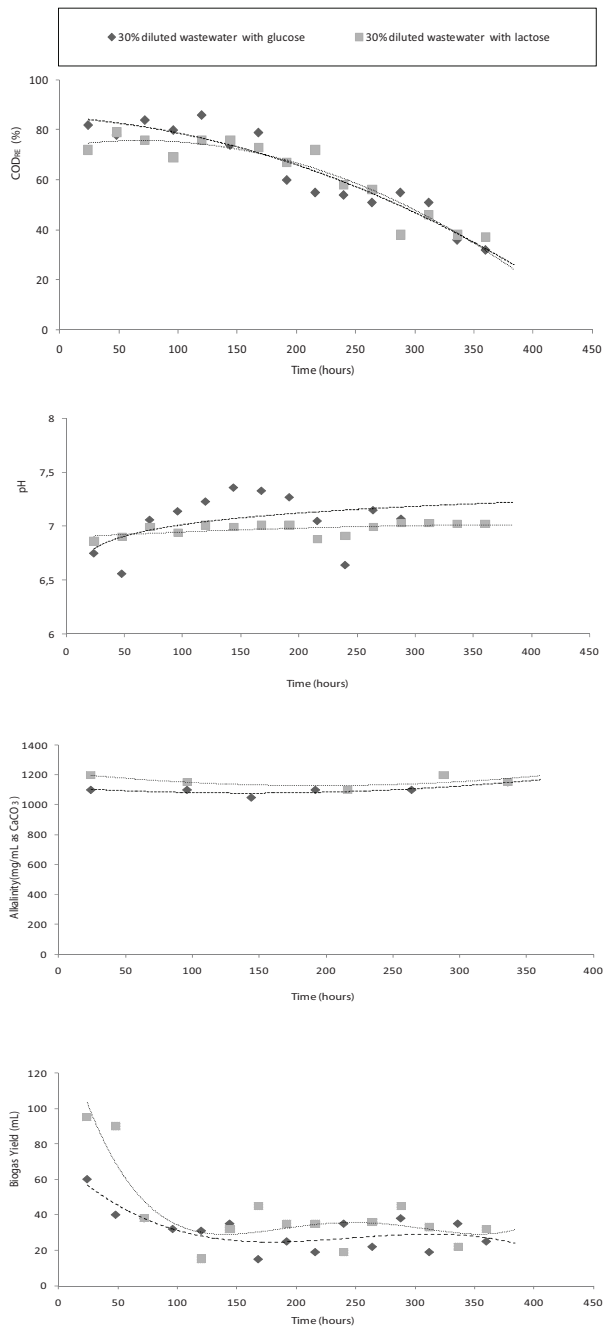 30% diluted wastewater with glucose 30% diluted wastewater with lactose
100
80
60
40
20
0
COD_RE (%)
0 50 100 150 200 250 300 350 400 450
Time (hours)
8
7,5
7
6,5
6
pH
0 50 100 150 200 250 300 350 400 450
Time (hours)
1400
1200
1000
800
600
400
200
0
Alkalinity(mg/mL as CaCO3)
0 50 100 150 200 250 300 350 400
Time (hours)
120
100
80
60
40
20
0
Biogas Yield (mL)
0 50 100 150 200 250 300 350 400 450
Time (hours)